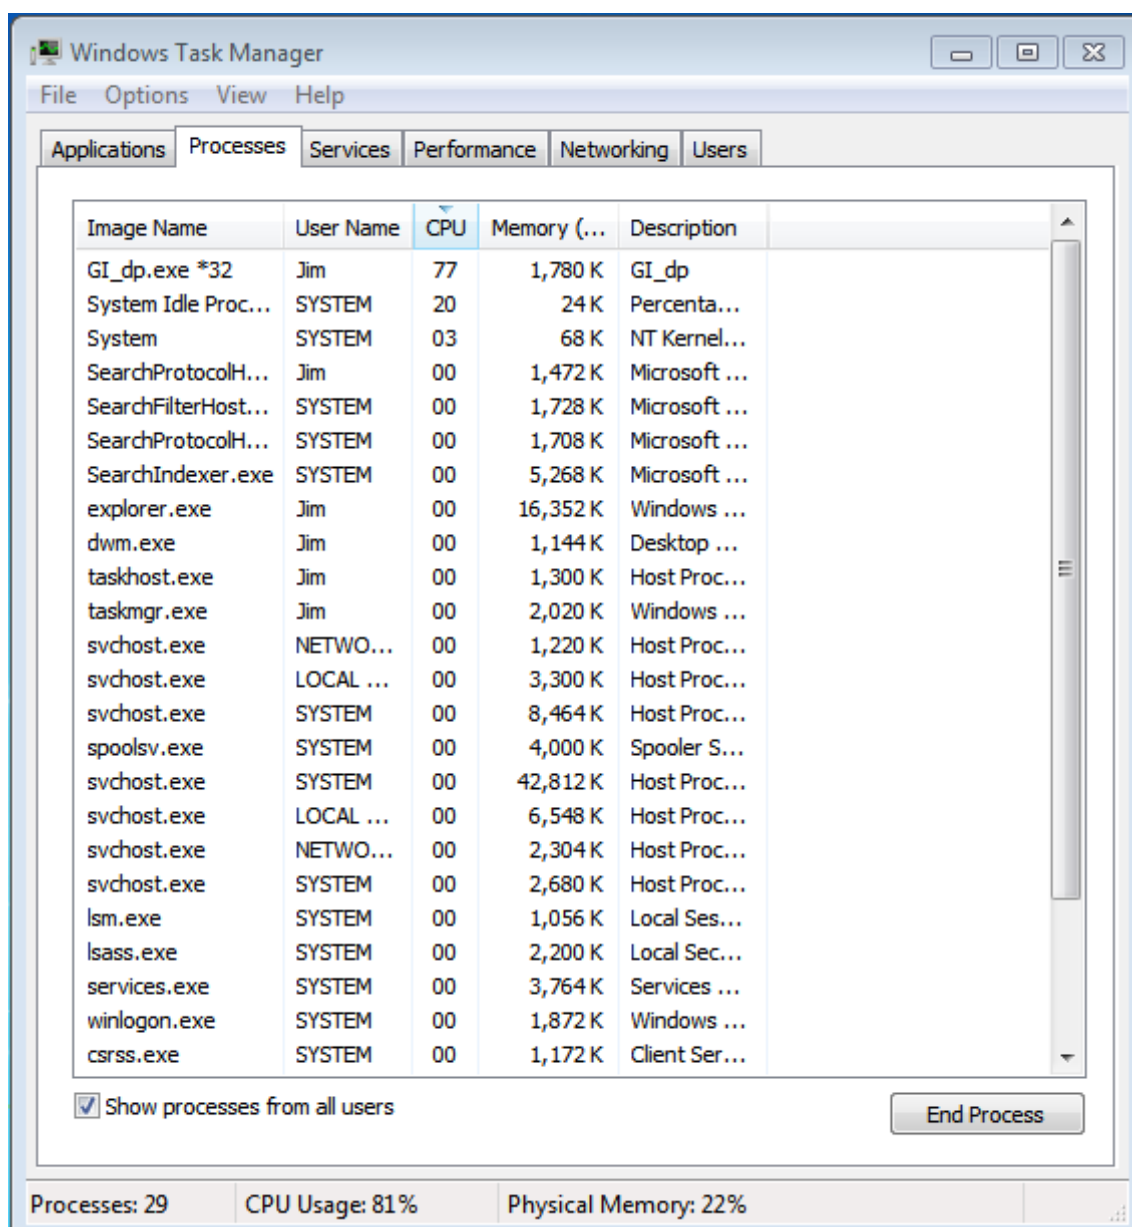 Windows Task Manager
File Options View Help
Applications Processes Services Performance Networking Users
Image Name User Name CPU Memory (... Description
GI_dp.exe *32 Jim 77 1,780 K GI_dp
System Idle Proc... SYSTEM 20 24 K Percenta...
System SYSTEM 03 68 K NT Kernel...
SearchProtocolH... Jim 00 1,472 K Microsoft ...
SearchFilterHost... SYSTEM 00 1,728 K Microsoft ...
SearchProtocolH... SYSTEM 00 1,708 K Microsoft ...
SearchIndexer.exe SYSTEM 00 5,268 K Microsoft ...
explorer.exe Jim 00 16,352 K Windows ...
dwm.exe Jim 00 1,144 K Desktop ...
taskhost.exe Jim 00 1,300 K Host Proc...
taskmgr.exe Jim 00 2,020 K Windows ...
svchost.exe NETWO... 00 1,220 K Host Proc...
svchost.exe LOCAL ... 00 3,300 K Host Proc...
svchost.exe SYSTEM 00 8,464 K Host Proc...
spoolsv.exe SYSTEM 00 4,000 K Spooler S...
svchost.exe SYSTEM 00 42,812 K Host Proc...
svchost.exe LOCAL ... 00 6,548 K Host Proc...
svchost.exe NETWO... 00 2,304 K Host Proc...
svchost.exe SYSTEM 00 2,680 K Host Proc...
lsm.exe SYSTEM 00 1,056 K Local Ses...
lsass.exe SYSTEM 00 2,200 K Local Sec...
services.exe SYSTEM 00 3,764 K Services ...
winlogon.exe SYSTEM 00 1,872 K Windows ...
csrss.exe SYSTEM 00 1,172 K Client Ser...
Show processes from all users End Process
Processes: 29 CPU Usage: 81% Physical Memory: 22%